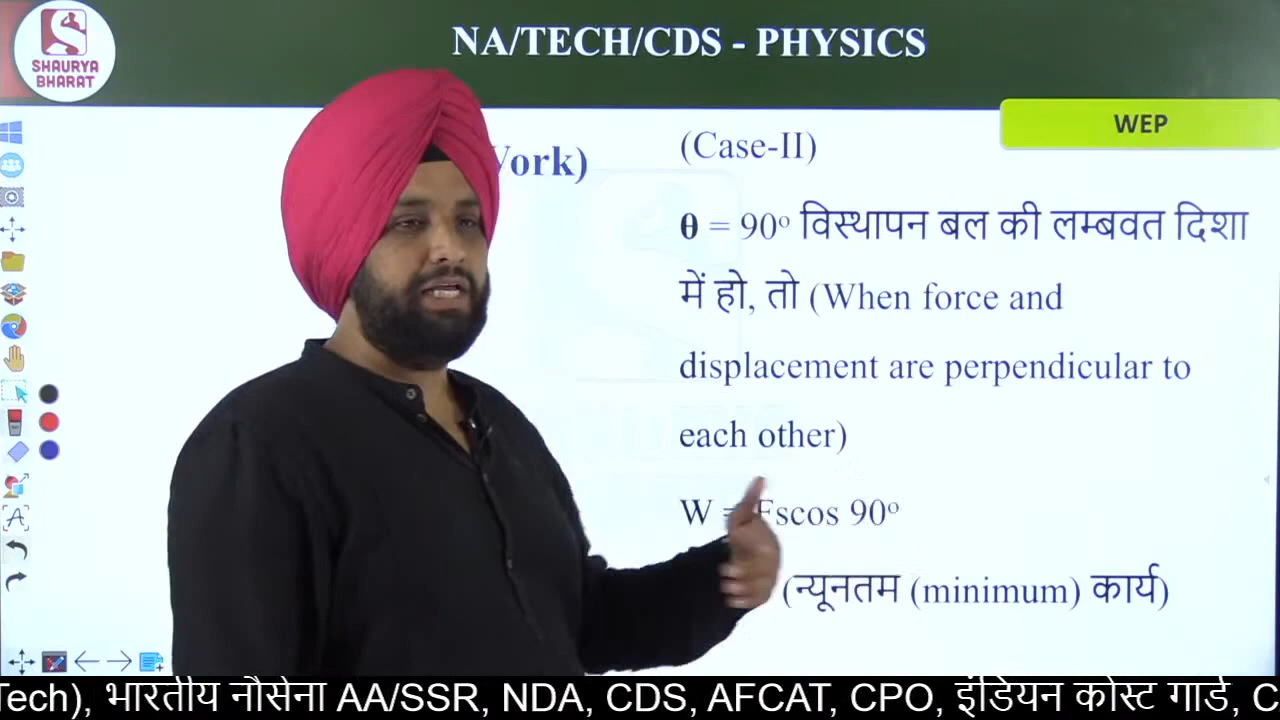 SHAURYA
BHARAT
NA/TECH/CDS - PHYSICS
WEP
(Case-II)
θ = 90° विस्थापन बल की लम्बवत दिशा
में हो, तो (When force and
displacement are perpendicular to
each other)
W = Fscos 90°
(न्यूनतम (minimum) कार्य)
Tech), भारतीय नौसेना AA/SSR, NDA, CDS, AFCAT, CPO, इंडियन कोस्ट गार्ड, C